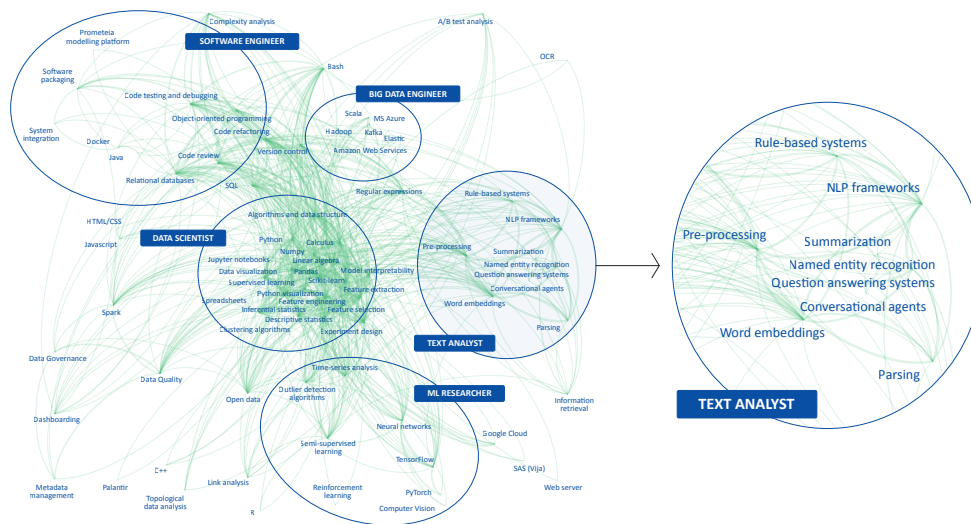 Complexity analysis
A/B test analysis
Prometeia
modelling platform
SOFTWARE ENGINEER
OCR
Software
packaging
Bash
BIG DATA ENGINEER
Code testing and debugging
Scala
MS Azure
Object-oriented programming
System
integration
Code refactoring
Hadoop
Kafka
Elastic
Docker
Java
Version control
Amazon Web Services
Code review
Relational databases
SQL
Regular expressions
Rule-based systems
HTML/CSS
Algorithms and data structure
NLP frameworks
Javascript
DATA SCIENTIST
Python
Calculus
Pre-processing
Numpy
Summarization
Jupyter notebooks
Linear algebra
Named entity recognition
Data visualization
Pandas
Model interpretability
Question answering systems
Supervised learning
Scikit-learn
Conversational agents
Python visualization
Feature extraction
Spreadsheets
Feature engineering
Word embeddings
Spark
Inferential statistics
Feature selection
Descriptive statistics
Clustering algorithms
Experiment design
Parsing
TEXT ANALYST
Data Governance
Time-series analysis
Data Quality
Outlier detection
algorithms
ML RESEARCHER
Open data
Information
retrieval
Dashboarding
Neural networks
Google Cloud
Semi-supervised
learning
TensorFlow
C++
SAS (Vija)
Metadata
management
Palantir
Topological
data analysis
Link analysis
Reinforcement
learning
PyTorch
Web server
R
Computer Vision
Rule-based systems
NLP frameworks
Pre-processing
Summarization
Named entity recognition
Question answering systems
Conversational agents
Word embeddings
Parsing
TEXT ANALYST